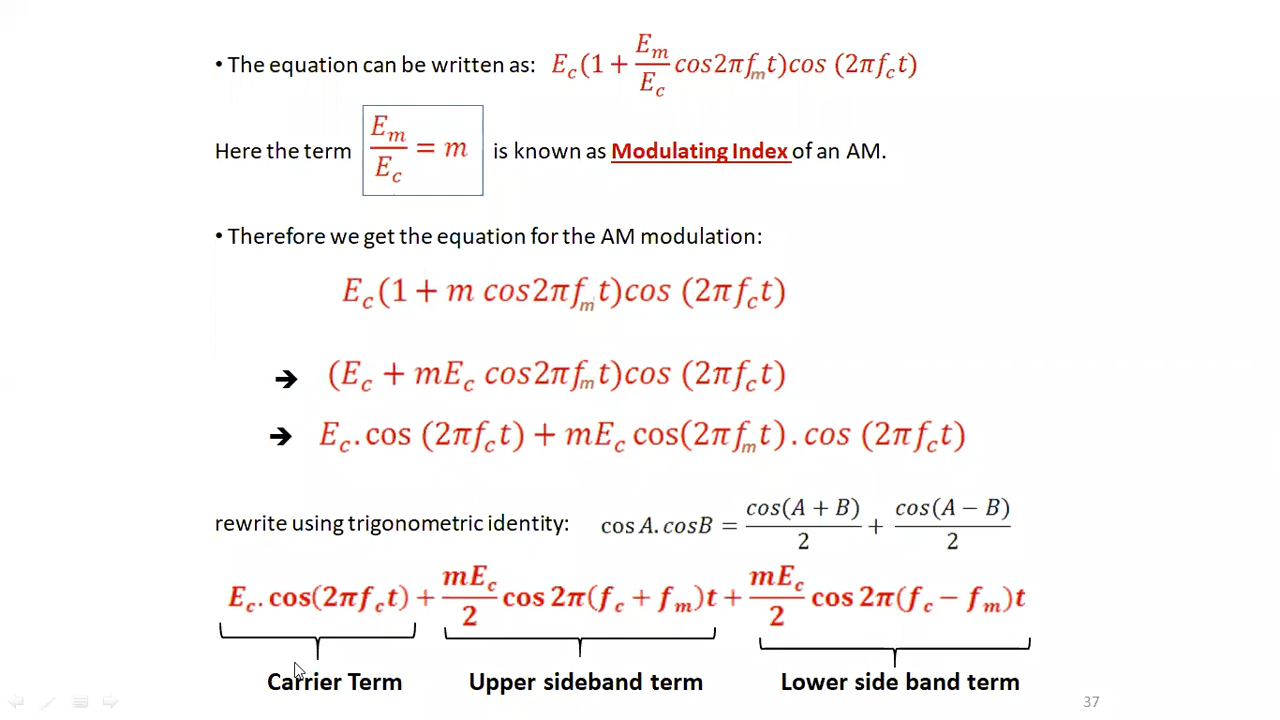 • The equation can be written as: E_c(1 + E_m/E_c cos2πf_m t)cos (2πf_c t)
Here the term E_m/E_c = m is known as Modulating Index of an AM.
• Therefore we get the equation for the AM modulation:
E_c(1 + m cos2πf_m t)cos (2πf_c t)
➔ (E_c + mE_c cos2πf_m t)cos (2πf_c t)
➔ E_c. cos (2πf_c t) + mE_c cos(2πf_m t). cos (2πf_c t)
rewrite using trigonometric identity: cos A. cosB = cos(A + B)/2 + cos(A − B)/2
E_c. cos(2πf_c t) + mE_c/2 cos 2π(f_c + f_m)t + mE_c/2 cos 2π(f_c − f_m)t
Carrier Term Upper sideband term Lower side band term
37